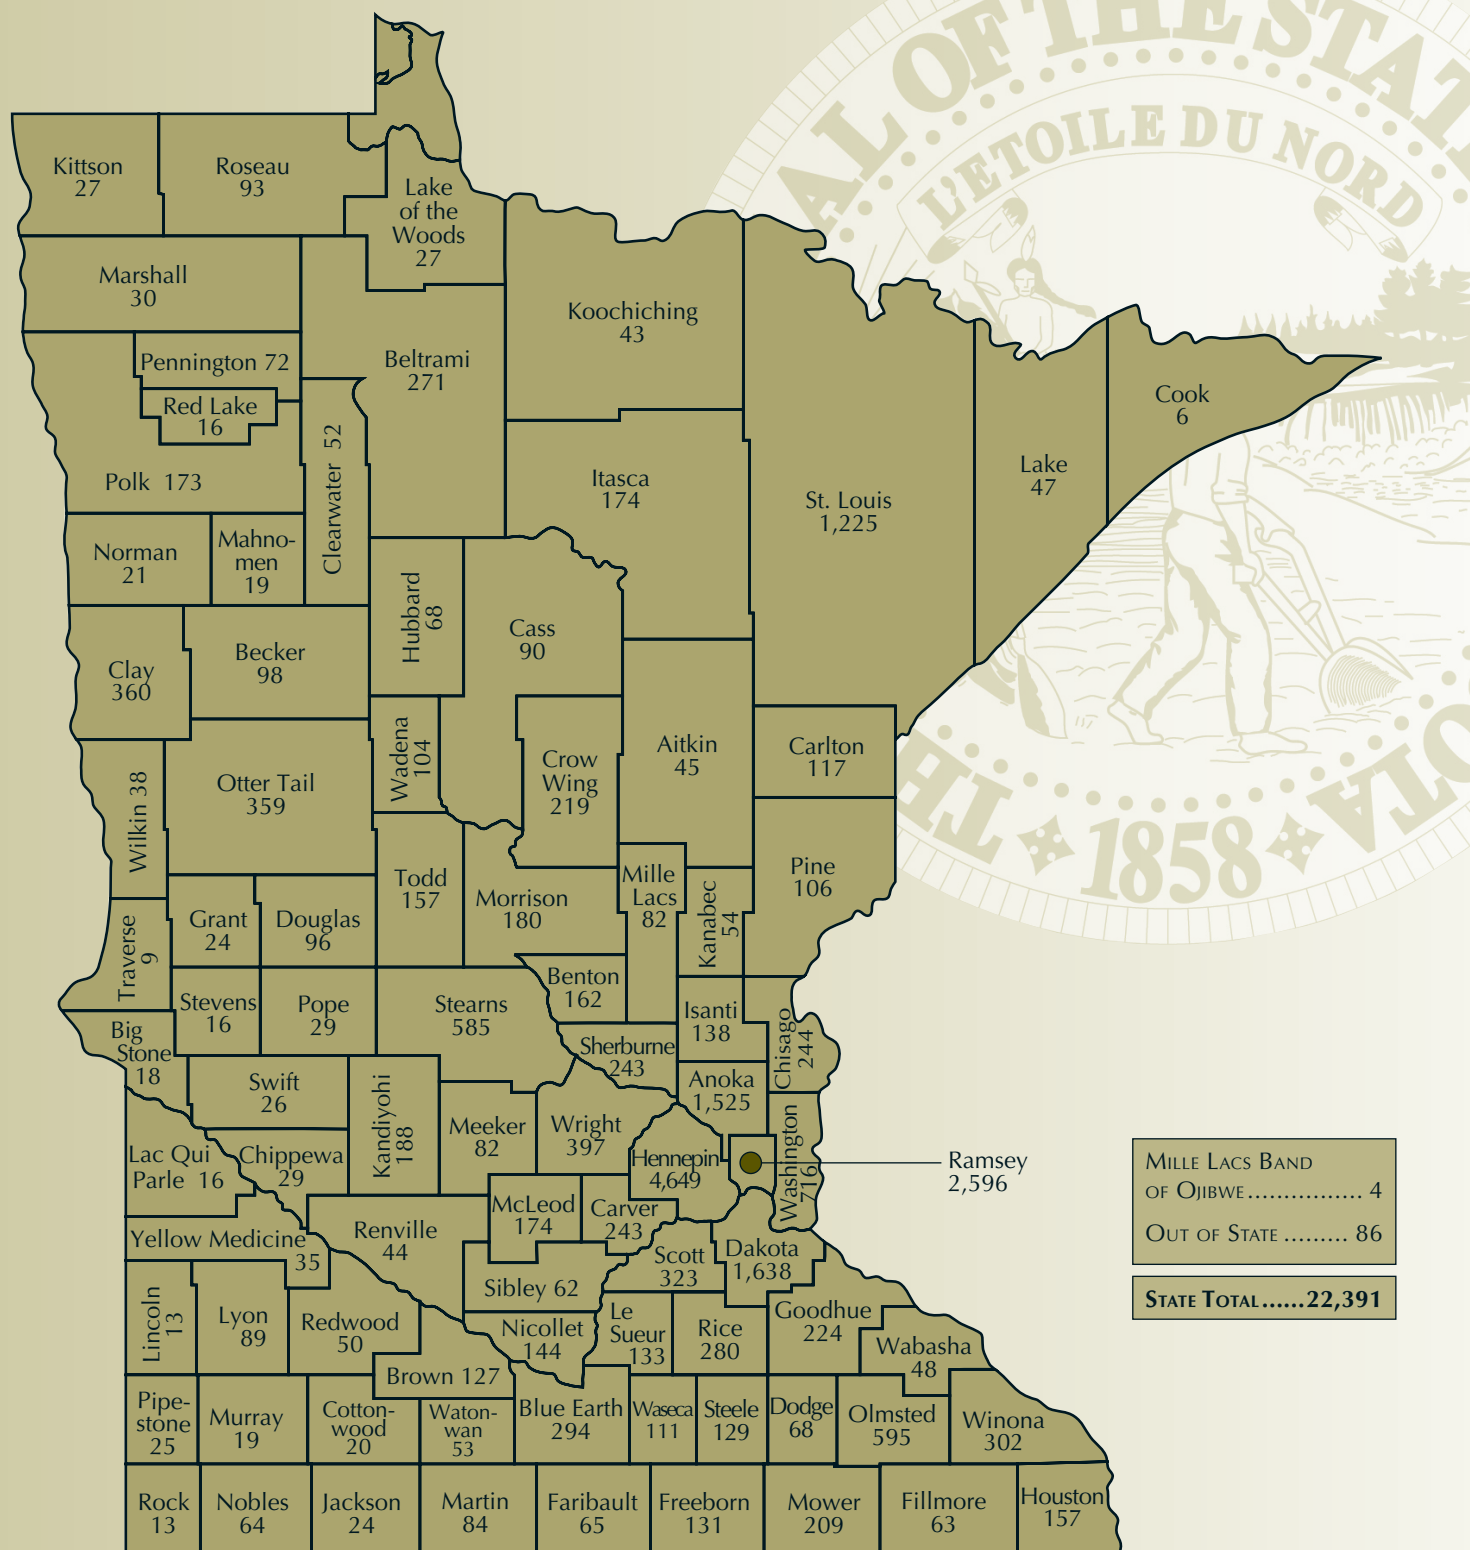 AL OF THE STAT
L'ETOILE DU NORD
Kittson
27
Roseau
93
Lake
of the
Woods
27
Marshall
30
Koochiching
43
Pennington 72
Beltrami
271
Red Lake
16
Clearwater 52
Cook
6
Polk 173
Itasca
174
Lake
47
St. Louis
1,225
Norman
21
Mahno-
men
19
Hubbard
68
Cass
90
Becker
98
Clay
360
Wadena
104
Aitkin
45
Carlton
117
Crow
Wing
219
Otter Tail
359
Wilkin 38
TH
1858
OTA
Pine
106
Mille
Lacs
82
Todd
157
Morrison
180
Kanabec
54
Grant
24
Douglas
96
Traverse
9
Benton
162
Stevens
16
Pope
29
Stearns
585
Isanti
138
Chisago
244
Big
Stone
18
Sherburne
243
Swift
26
Anoka
1,525
Kandiyohi
188
Meeker
82
Wright
397
Washington
716
Lac Qui
Parle 16
Chippewa
29
Hennepin
4,649
Ramsey
2,596
McLeod
174
Carver
243
Renville
44
Yellow Medicine
35
Scott
323
Dakota
1,638
Sibley 62
Lincoln
13
Lyon
89
Redwood
50
Nicollet
144
Le
Sueur
133
Rice
280
Goodhue
224
Wabasha
48
Brown 127
Pipe-
stone
25
Murray
19
Cotton-
wood
20
Waton-
wan
53
Blue Earth
294
Waseca
111
Steele
129
Dodge
68
Olmsted
595
Winona
302
Rock
13
Nobles
64
Jackson
24
Martin
84
Faribault
65
Freeborn
131
Mower
209
Fillmore
63
Houston
157
Mille Lacs Band
of Ojibwe................ 4
Out of State ......... 86
State Total......22,391